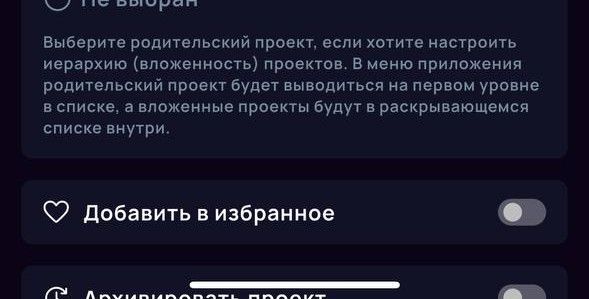 Не выбран
Выберите родительский проект, если хотите настроить
иерархию (вложенность) проектов. В меню приложения
родительский проект будет выводиться на первом уровне
в списке, а вложенные проекты будут в раскрывающемся
списке внутри.
Добавить в избранное
Архивировать проект